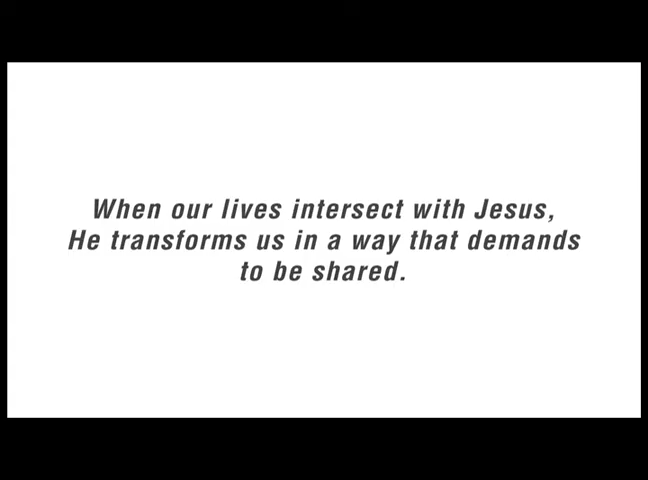 When our lives intersect with Jesus,
He transforms us in a way that demands
to be shared.